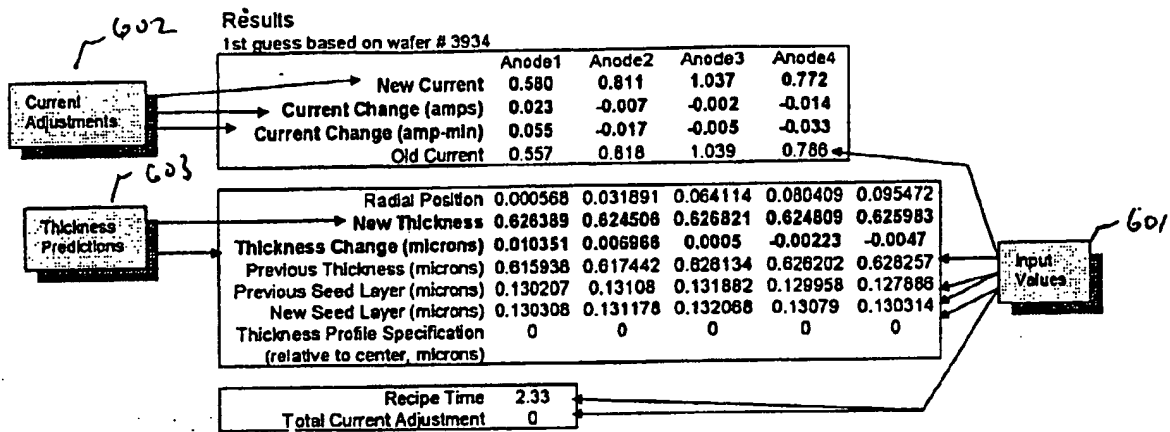 602
Results
1st guess based on wafer # 3934
Anode1 Anode2 Anode3 Anode4
New Current 0.580 0.811 1.037 0.772
Current Change (amps) 0.023 -0.007 -0.002 -0.014
Current Change (amp-min) 0.055 -0.017 -0.005 -0.033
Old Current 0.557 0.818 1.039 0.786
Current
Adjustments
603
Radial Position 0.000568 0.031891 0.064114 0.080409 0.095472
New Thickness 0.626389 0.624506 0.626821 0.624809 0.625983
Thickness Change (microns) 0.010351 0.006966 0.0005 -0.00223 -0.0047
Previous Thickness (microns) 0.615938 0.617442 0.626134 0.626202 0.628257
Previous Seed Layer (microns) 0.130207 0.13108 0.131882 0.129958 0.127886
New Seed Layer (microns) 0.130308 0.131178 0.132068 0.13079 0.130314
Thickness Profile Specification 0 0 0 0 0
(relative to center, microns)
Thickness
Predictions
601
Input
Values
Recipe Time 2.33
Total Current Adjustment 0